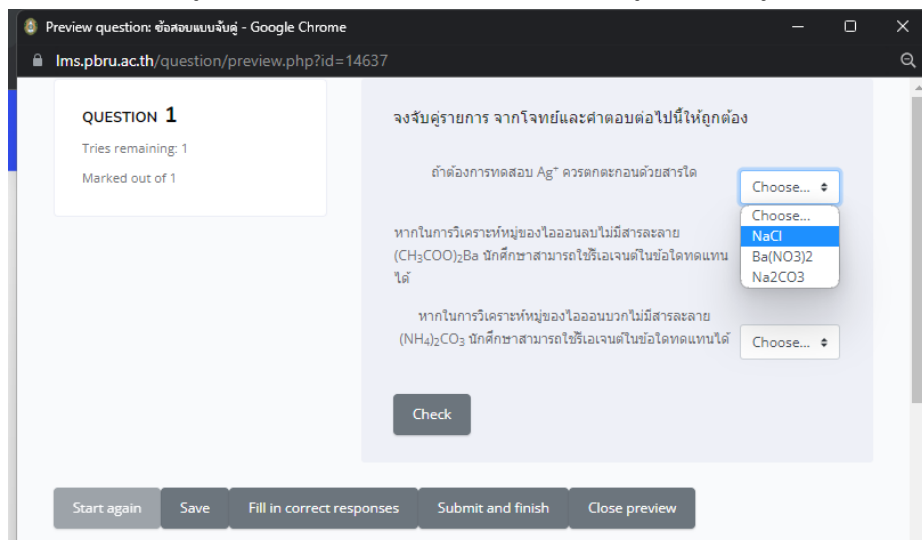 Preview question: ข้อสอบแบบจับคู่ - Google Chrome
lms.pbru.ac.th/question/preview.php?id=14637
QUESTION 1
Tries remaining: 1
Marked out of 1
จงจับคู่รายการ จากโจทย์และคำตอบต่อไปนี้ให้ถูกต้อง
ถ้าต้องการทดสอบ Ag⁺ ควรตกตะกอนด้วยสารใด
Choose...
Choose...
NaCl
Ba(NO3)2
Na2CO3
หากในการวิเคราะห์หมู่ของไอออนลบไม่มีสารละลาย
(CH₃COO)₂Ba นักศึกษาสามารถใช้รีเอเจนต์ในข้อใดทดแทน
ได้
หากในการวิเคราะห์หมู่ของไอออนบวกไม่มีสารละลาย
(NH₄)₂CO₃ นักศึกษาสามารถใช้รีเอเจนต์ในข้อใดทดแทนได้
Choose...
Check
Start again
Save
Fill in correct responses
Submit and finish
Close preview